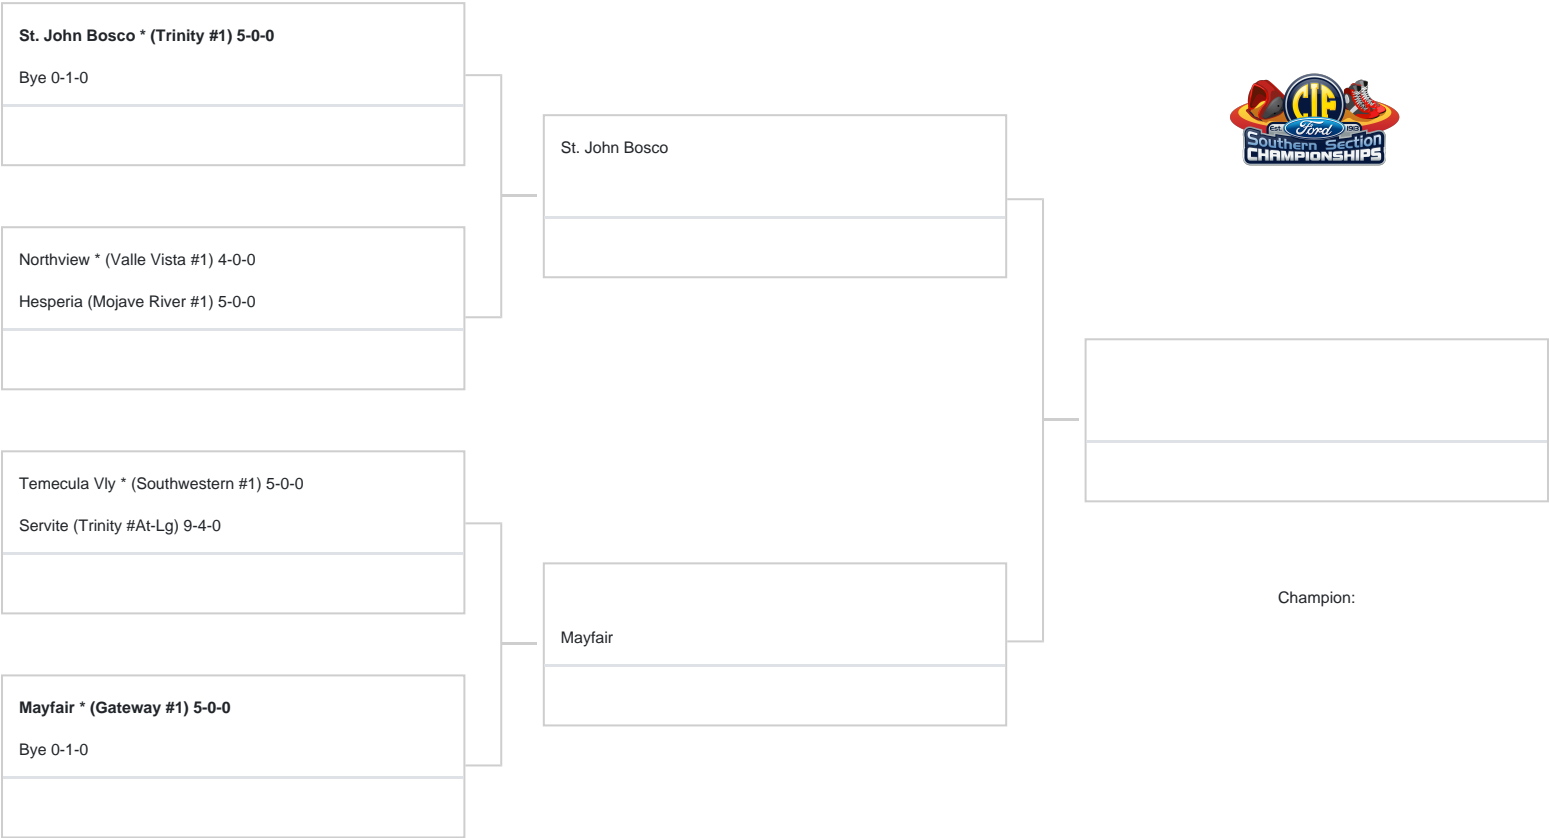 St. John Bosco * (Trinity #1) 5-0-0
Bye 0-1-0
Northview * (Valle Vista #1) 4-0-0
Hesperia (Mojave River #1) 5-0-0
Temecula Vly * (Southwestern #1) 5-0-0
Servite (Trinity #At-Lg) 9-4-0
Mayfair * (Gateway #1) 5-0-0
Bye 0-1-0
St. John Bosco
Mayfair
CIF
Est. Ford 1913
Southern Section
CHAMPIONSHIPS
Champion: